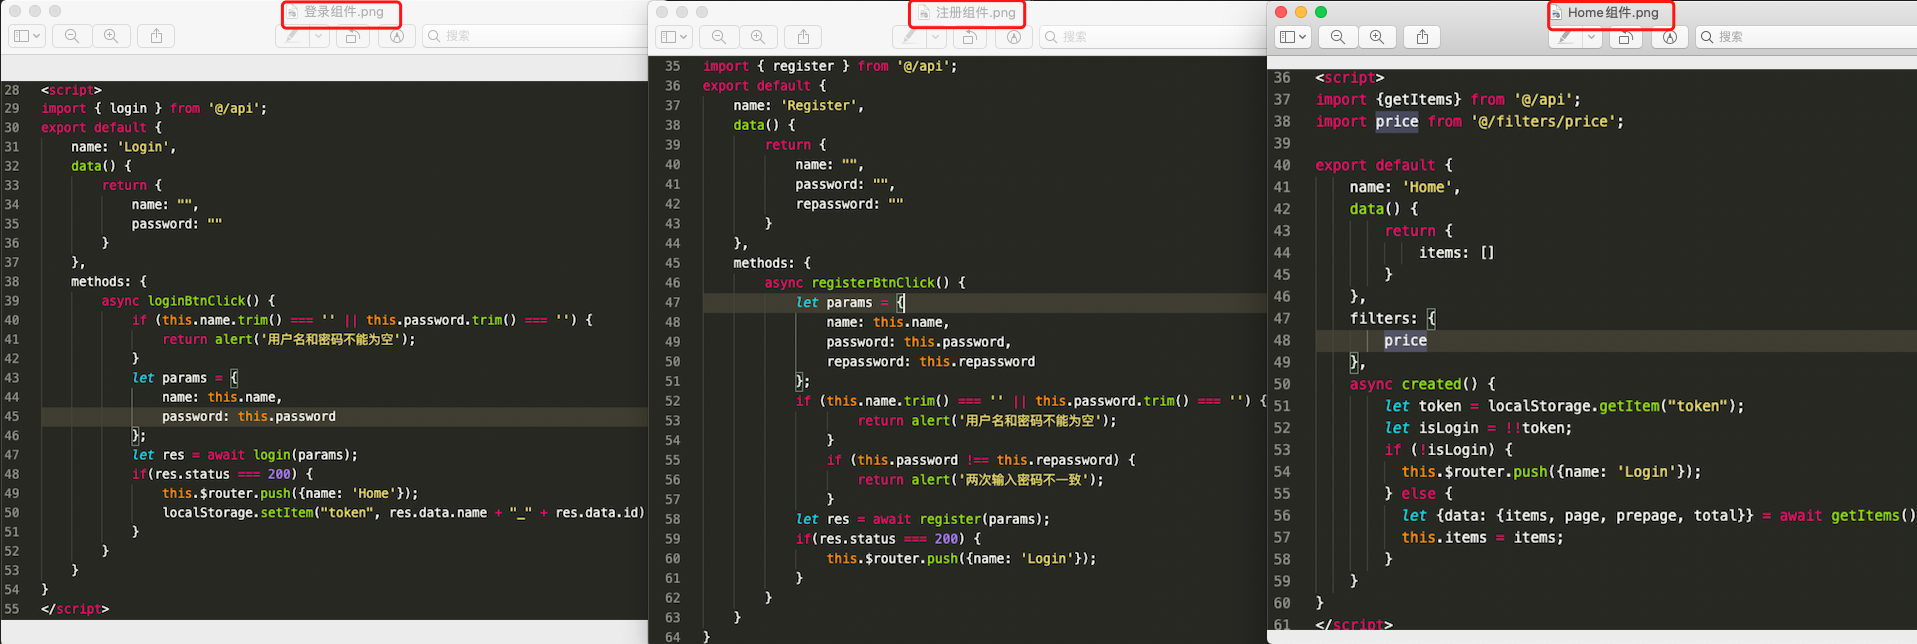 登录组件.png
搜索
28 <script>
29 import { login } from '@/api';
30 export default {
31 name: 'Login',
32 data() {
33 return {
34 name: "",
35 password: ""
36 }
37 },
38 methods: {
39 async loginBtnClick() {
40 if (this.name.trim() === '' || this.password.trim() === '') {
41 return alert('用户名和密码不能为空');
42 }
43 let params = {
44 name: this.name,
45 password: this.password
46 };
47 let res = await login(params);
48 if(res.status === 200) {
49 this.$router.push({name: 'Home'});
50 localStorage.setItem("token", res.data.name + "_" + res.data.id)
51 }
52 }
53 }
54 }
55 </script>
注册组件.png
搜索
35 import { register } from '@/api';
36 export default {
37 name: 'Register',
38 data() {
39 return {
40 name: "",
41 password: "",
42 repassword: ""
43 }
44 },
45 methods: {
46 async registerBtnClick() {
47 let params = {
48 name: this.name,
49 password: this.password,
50 repassword: this.repassword
51 };
52 if (this.name.trim() === '' || this.password.trim() === '') {
53 return alert('用户名和密码不能为空');
54 }
55 if (this.password !== this.repassword) {
56 return alert('两次输入密码不一致');
57 }
58 let res = await register(params);
59 if(res.status === 200) {
60 this.$router.push({name: 'Login'});
61 }
62 }
63 }
64 }
Home组件.png
搜索
36 <script>
37 import {getItems} from '@/api';
38 import price from '@/filters/price';
39
40 export default {
41 name: 'Home',
42 data() {
43 return {
44 items: []
45 }
46 },
47 filters: {
48 price
49 },
50 async created() {
51 let token = localStorage.getItem("token");
52 let isLogin = !!token;
53 if (!isLogin) {
54 this.$router.push({name: 'Login'});
55 } else {
56 let {data: {items, page, prepage, total}} = await getItems()
57 this.items = items;
58 }
59 }
60 }
61 </script>